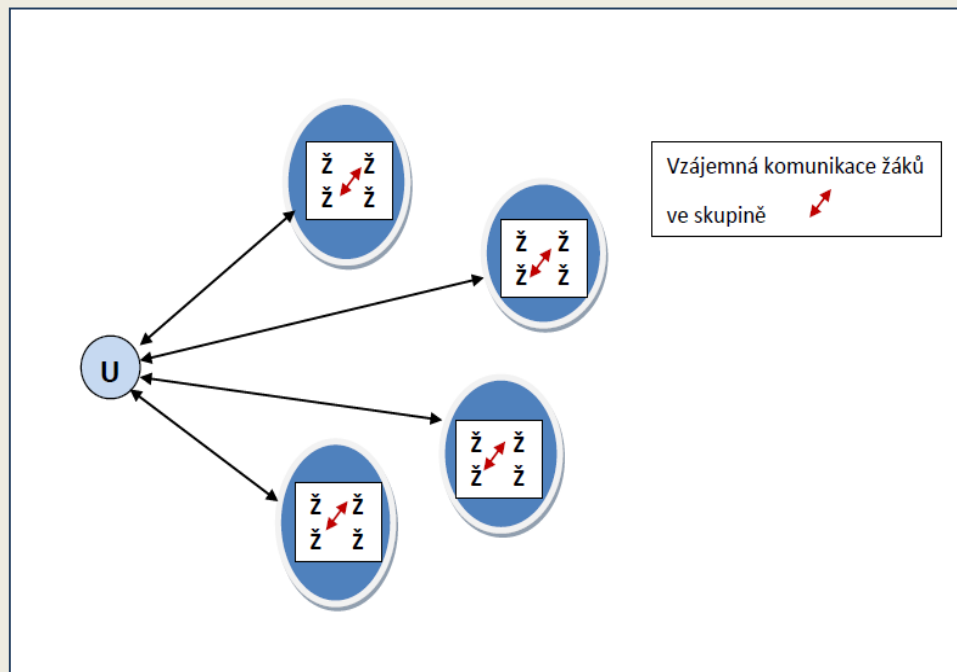 Ž Ž
Ž Ž
Vzájemná komunikace žáků
ve skupině
Ž Ž
Ž Ž
U
Ž Ž
Ž Ž
Ž Ž
Ž Ž